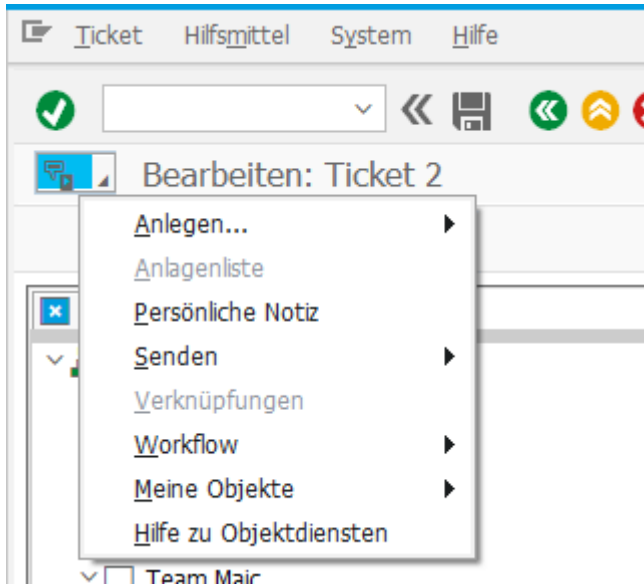 Ticket Hilfsmittel System Hilfe
Bearbeiten: Ticket 2
Anlegen...
Anlagenliste
Persönliche Notiz
Senden
Verknüpfungen
Workflow
Meine Objekte
Hilfe zu Objektdiensten
Team Maic